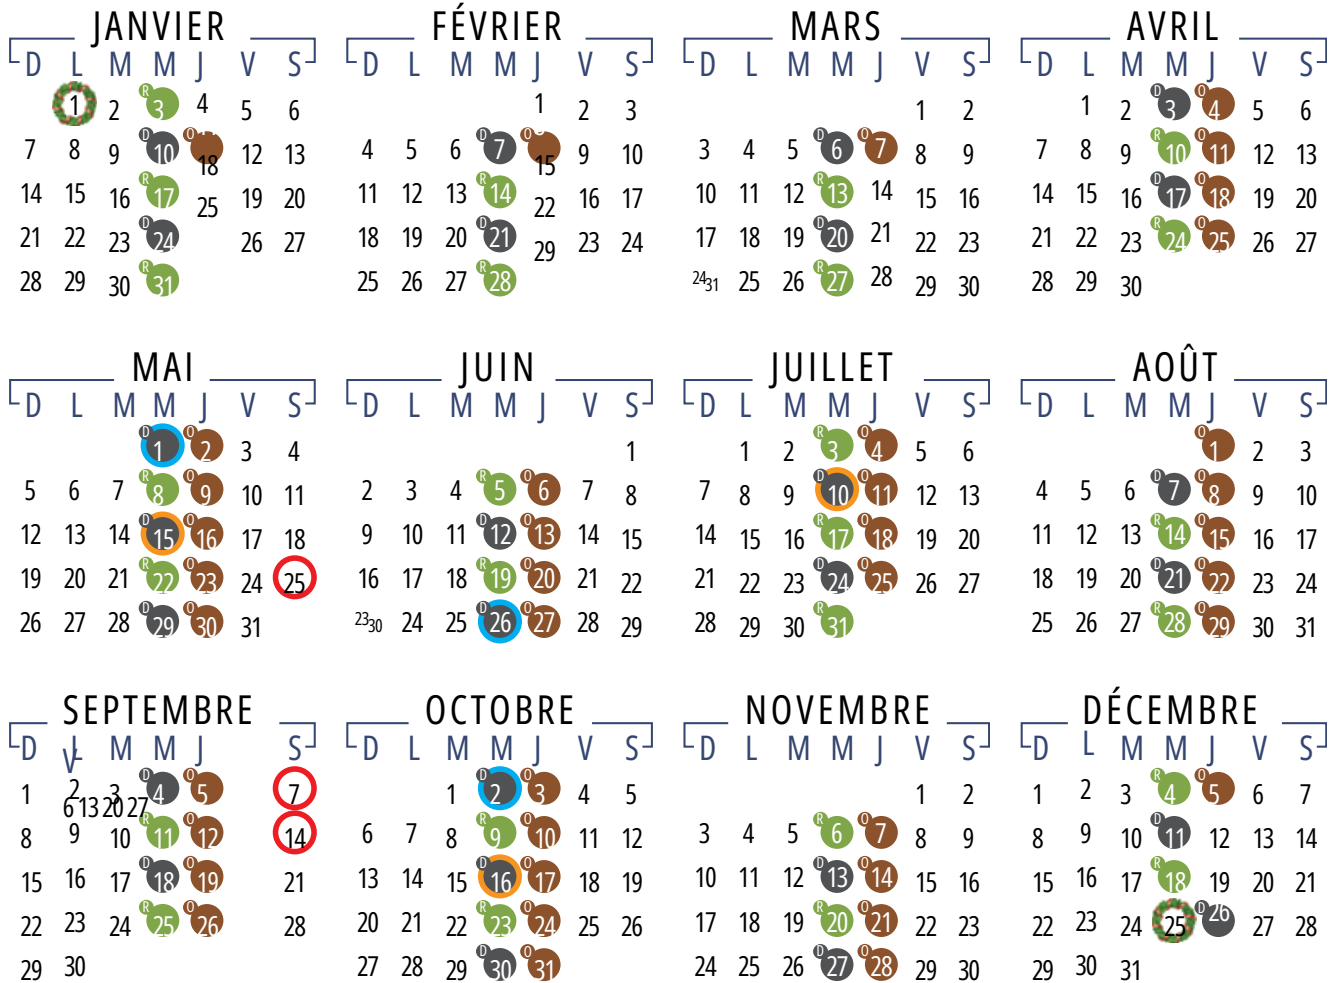 JANVIER
D L M M J V S
1 2 R 3 4 5 6
7 8 9 D 10 O 18 12 13
14 15 16 R 17 25 19 20
21 22 23 D 24 26 27
28 29 30 R 31
FÉVRIER
D L M M J V S
1 2 3
4 5 6 D 7 O 15 9 10
11 12 13 R 14 22 16 17
18 19 20 D 21 29 23 24
25 26 27 R 28
MARS
D L M M J V S
1 2
3 4 5 D 6 O 7 8 9
10 11 12 R 13 14 15 16
17 18 19 D 20 21 22 23
24 31 25 26 R 27 28 29 30
AVRIL
D L M M J V S
1 2 D 3 O 4 5 6
7 8 9 R 10 O 11 12 13
14 15 16 D 17 O 18 19 20
21 22 23 R 24 O 25 26 27
28 29 30
MAI
D L M M J V S
D 1 O 2 3 4
5 6 7 R 8 O 9 10 11
12 13 14 D 15 O 16 17 18
19 20 21 R 22 O 23 24 25
26 27 28 D 29 O 30 31
JUIN
D L M M J V S
1
2 3 4 R 5 O 6 7 8
9 10 11 D 12 O 13 14 15
16 17 18 R 19 O 20 21 22
23 30 24 25 D 26 O 27 28 29
JUILLET
D L M M J V S
1 2 R 3 O 4 5 6
7 8 9 D 10 O 11 12 13
14 15 16 R 17 O 18 19 20
21 22 23 D 24 O 25 26 27
28 29 30 R 31
AOÛT
D L M M J V S
O 1 2 3
4 5 6 D 7 O 8 9 10
11 12 13 R 14 O 15 16 17
18 19 20 D 21 O 22 23 24
25 26 27 R 28 O 29 30 31
SEPTEMBRE
D L M M J S
V
1 2 3 D 4 O 5 7
6 13 20 27
8 9 10 R 11 O 12 14
15 16 17 D 18 O 19 21
22 23 24 R 25 O 26 28
29 30
OCTOBRE
D L M M J V S
1 D 2 O 3 4 5
6 7 8 R 9 O 10 11 12
13 14 15 D 16 O 17 18 19
20 21 22 R 23 O 24 25 26
27 28 29 D 30 O 31
NOVEMBRE
D L M M J V S
1 2
3 4 5 R 6 O 7 8 9
10 11 12 D 13 O 14 15 16
17 18 19 R 20 O 21 22 23
24 25 26 D 27 O 28 29 30
DÉCEMBRE
D L M M J V S
1 2 3 R 4 O 5 6 7
8 9 10 D 11 12 13 14
15 16 17 R 18 19 20 21
22 23 24 25 D 26 27 28
29 30 31